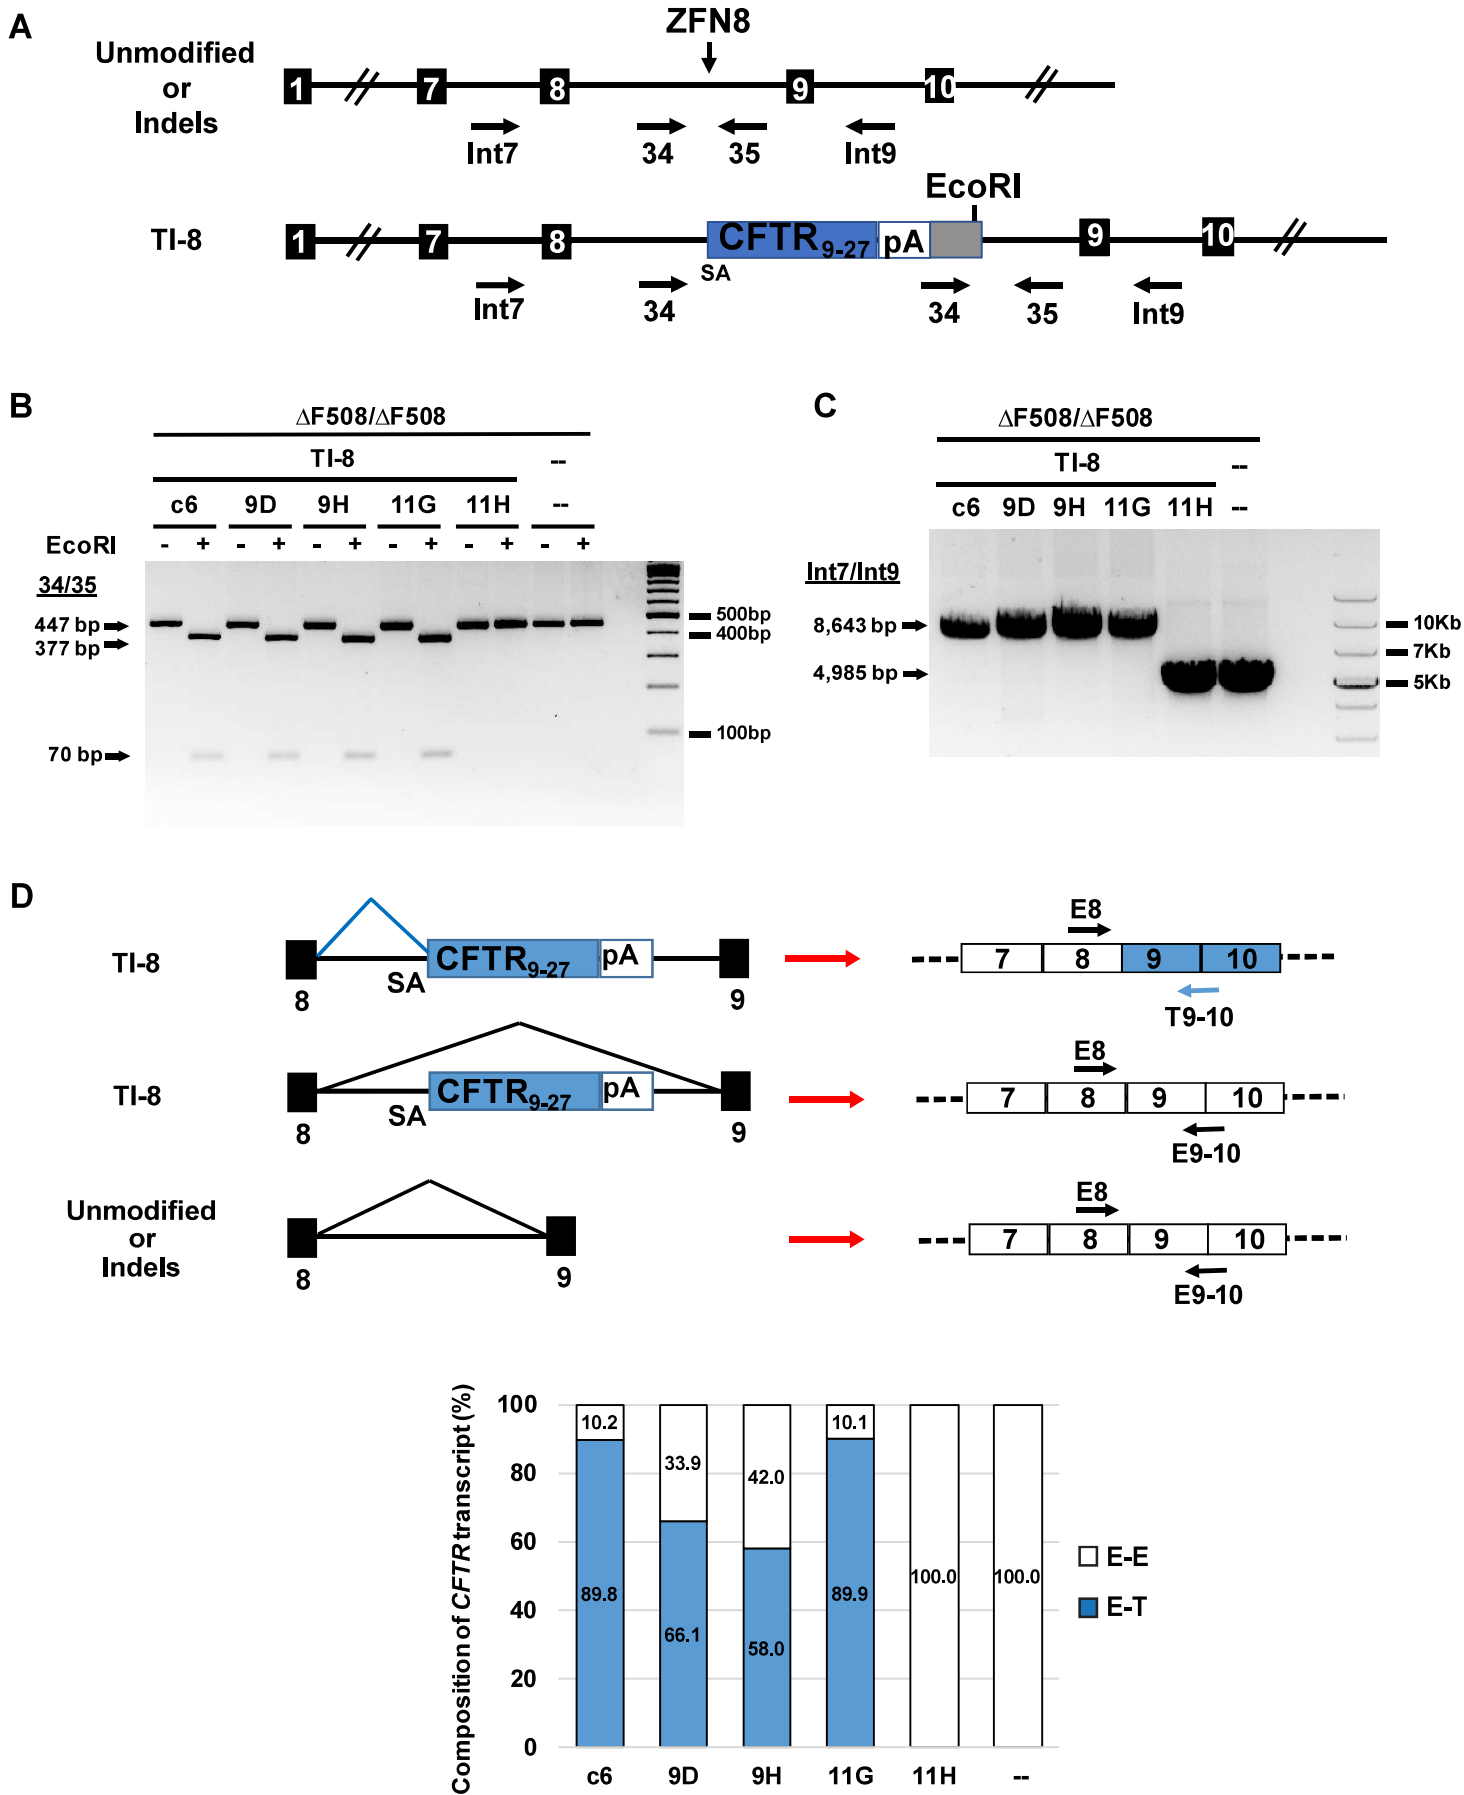 A
ZFN8
Unmodified
or
Indels
1 7 8 9 10
Int7 34 35 Int9
EcoRI
TI-8
1 7 8 CFTR9-27 pA 9 10
SA
Int7 34 34 35 Int9
B
ΔF508/ΔF508
TI-8 --
c6 9D 9H 11G 11H --
EcoRI - + - + - + - + - + - +
34/35
447 bp
377 bp
70 bp
500bp
400bp
100bp
C
ΔF508/ΔF508
TI-8 --
c6 9D 9H 11G 11H --
Int7/Int9
8,643 bp
4,985 bp
10Kb
7Kb
5Kb
D
TI-8
CFTR9-27 pA
SA
8 9
E8
7 8 9 10
T9-10
TI-8
CFTR9-27 pA
SA
8 9
E8
7 8 9 10
E9-10
Unmodified
or
Indels
8 9
E8
7 8 9 10
E9-10
Composition of CFTR transcript (%)
100
80
60
40
20
0
10.2 33.9 42.0 10.1
89.8 66.1 58.0 89.9 100.0 100.0
c6 9D 9H 11G 11H --
E-E
E-T